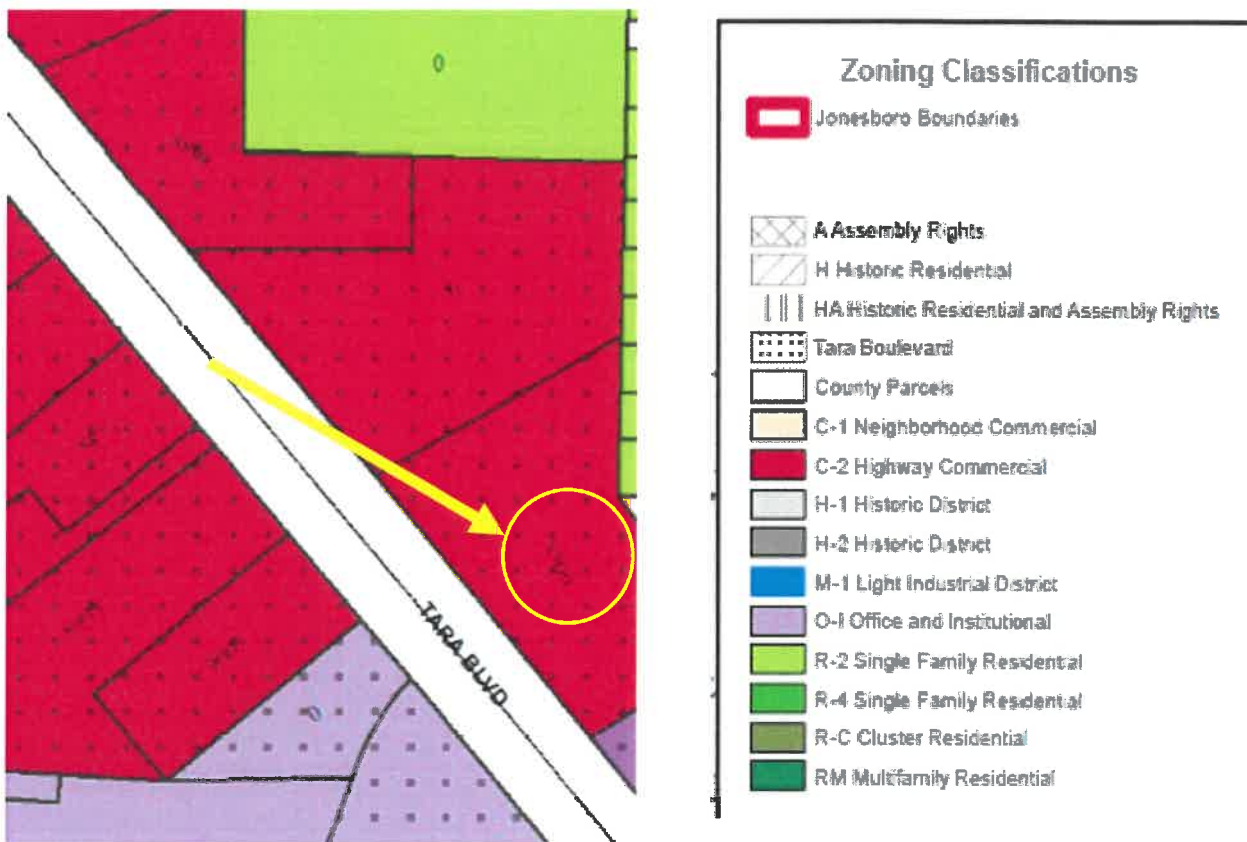 0
TARA BLVD
0
Zoning Classifications
Jonesboro Boundaries
A Assembly Rights
H Historic Residential
HA Historic Residential and Assembly Rights
Tara Boulevard
County Parcels
C-1 Neighborhood Commercial
C-2 Highway Commercial
H-1 Historic District
H-2 Historic District
M-1 Light Industrial District
O-I Office and Institutional
R-2 Single Family Residential
R-4 Single Family Residential
R-C Cluster Residential
RM Multifamily Residential